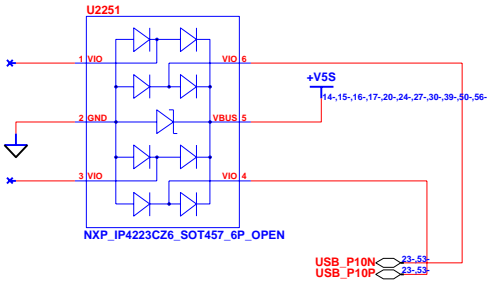 U2251
1 VIO
VIO 6
+V5S
14-,15-,16-,17-,20-,24-,27-,30-,39-,50-,56-
2 GND
VBUS 5
3 VIO
VIO 4
NXP_IP4223CZ6_SOT457_6P_OPEN
USB_P10N 23-,53-
USB_P10P 23-,53-